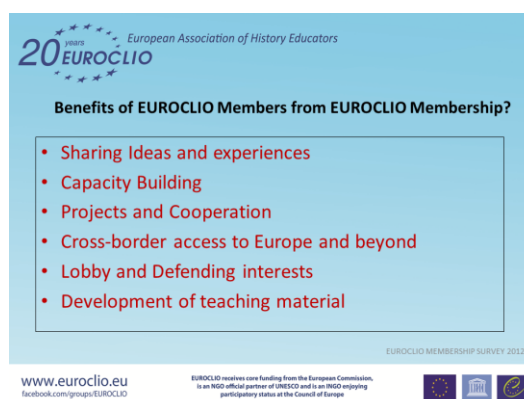 20 years EUROCLIO
European Association of History Educators
Benefits of EUROCLIO Members from EUROCLIO Membership?
• Sharing Ideas and experiences
• Capacity Building
• Projects and Cooperation
• Cross-border access to Europe and beyond
• Lobby and Defending interests
• Development of teaching material
EUROCLIO MEMBERSHIP SURVEY 2012
www.euroclio.eu
facebook.com/groups/EUROCLIO
EUROCLIO receives core funding from the European Commission,
is an NGO official partner of UNESCO and is an INGO enjoying
participatory status at the Council of Europe